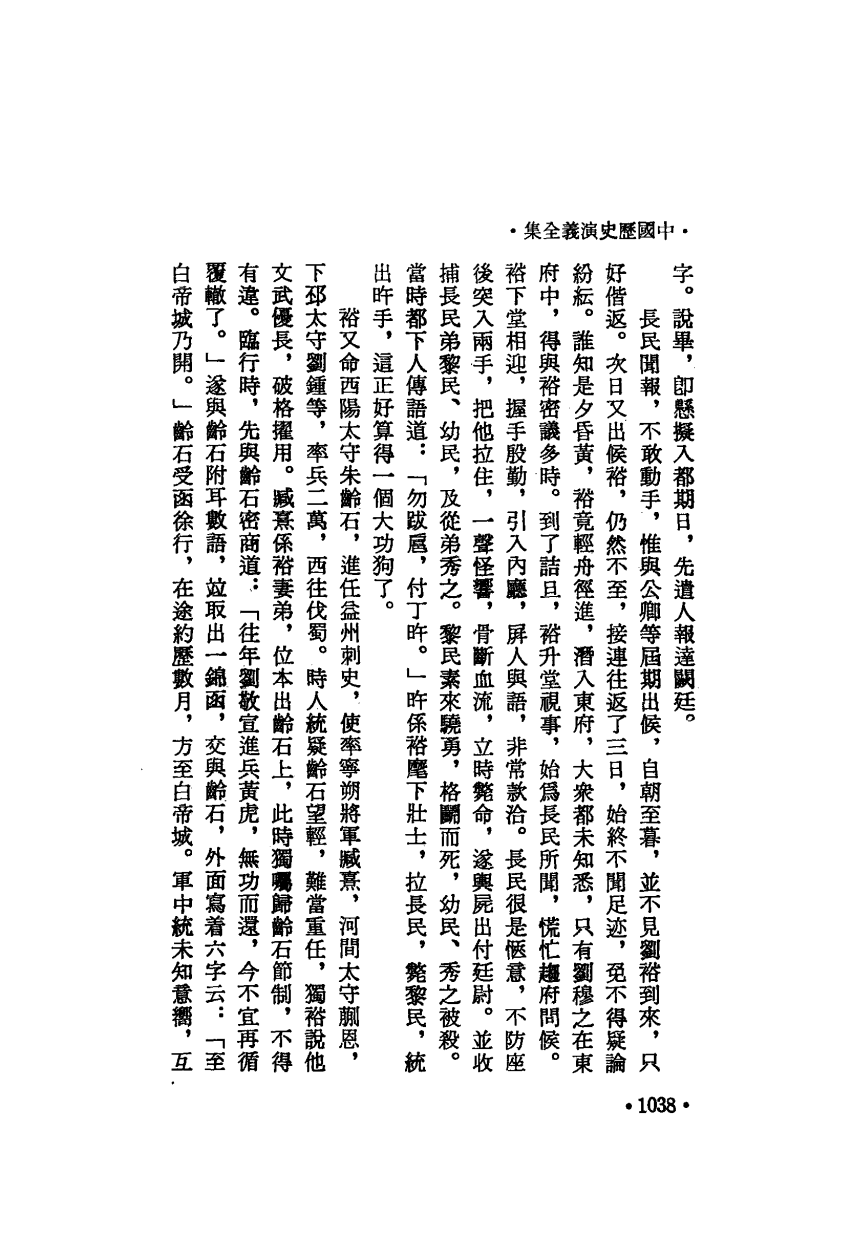 ·中國歷史演義全集·
字。說畢，卽懸擬入都期日，先遣人報達闕廷。
長民聞報，不敢動手，惟與公卿等屆期出候，自朝至暮，並不見劉裕到來，只
好偕返。次日又出候裕，仍然不至，接連往返了三日，始終不聞足迹，免不得疑論
紛紜。誰知是夕昏黃，裕竟輕舟徑進，潛入東府，大衆都未知悉，只有劉穆之在東
府中，得與裕密議多時。到了詰旦，裕升堂視事，始爲長民所聞，慌忙趨府問候。
裕下堂相迎，握手殷勤，引入內廳，屛人與語，非常款洽。長民很是愜意，不防座
後突入兩手，把他拉住，一聲怪響，骨斷血流，立時斃命，遂輿屍出付廷尉。並收
捕長民弟黎民、幼民，及從弟秀之。黎民素來驍勇，格鬭而死，幼民、秀之被殺。
當時都下人傳語道：「勿跋扈，付丁旿。」旿係裕麾下壯士，拉長民，斃黎民，統
出旿手，這正好算得一個大功狗了。
裕又命西陽太守朱齡石，進任益州刺史，使率寧朔將軍臧熹，河間太守蒯恩，
下邳太守劉鍾等，率兵二萬，西往伐蜀。時人統疑齡石望輕，難當重任，獨裕說他
文武優長，破格擢用。臧熹係裕妻弟，位本出齡石上，此時獨囑歸齡石節制，不得
有違。臨行時，先與齡石密商道：「往年劉敬宣進兵黃虎，無功而還，今不宜再循
覆轍了。」遂與齡石附耳數語，竝取出一錦函，交與齡石，外面寫着六字云：「至
白帝城乃開。」齡石受函徐行，在途約歷數月，方至白帝城。軍中統未知意嚮，互
·1038·